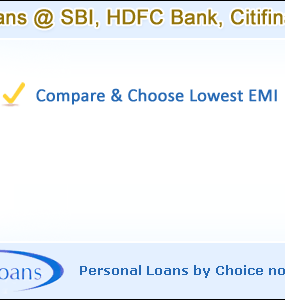 ans @ SBI, HDFC Bank, Citifina
Compare & Choose Lowest EMI
oans
Personal Loans by Choice no